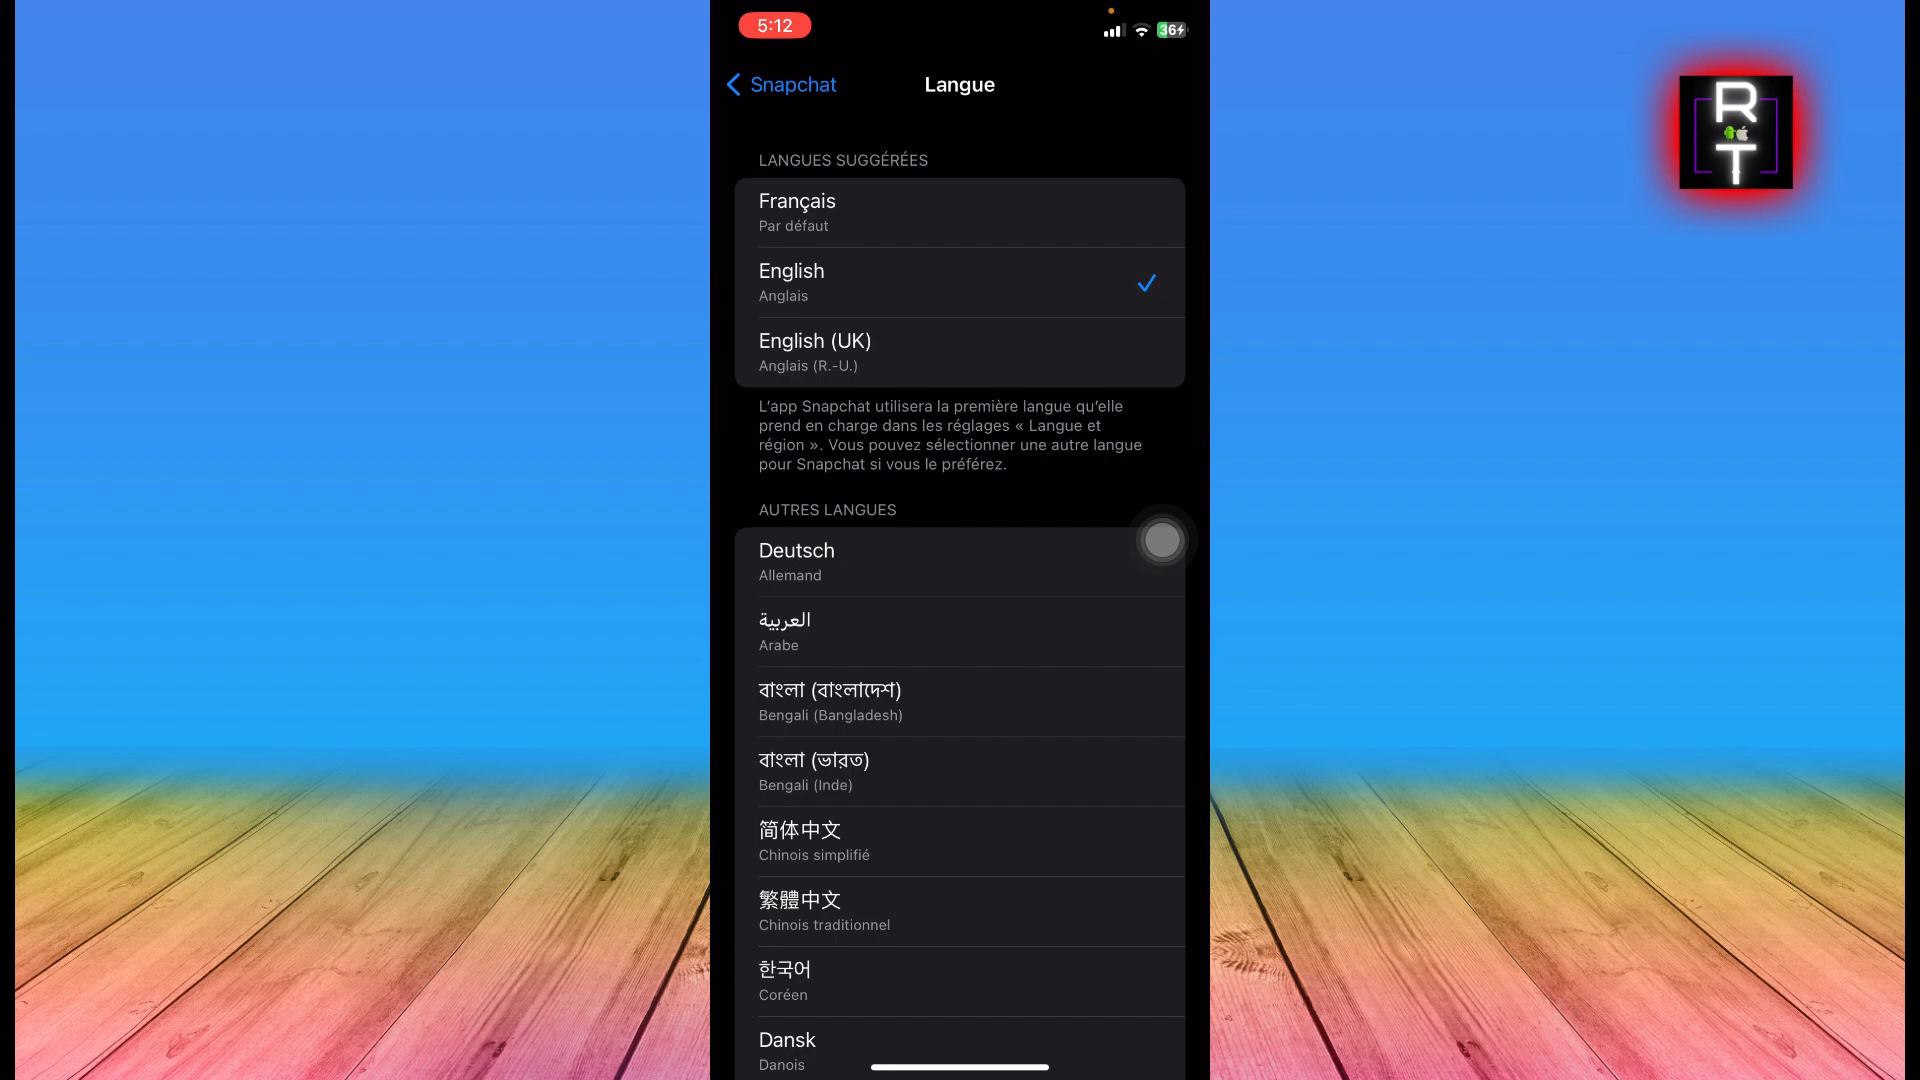 5:12
36
Snapchat
Langue
LANGUES SUGGÉRÉES
Français
Par défaut
English
Anglais
English (UK)
Anglais (R.-U.)
L'app Snapchat utilisera la première langue qu'elle
prend en charge dans les réglages « Langue et
région ». Vous pouvez sélectionner une autre langue
pour Snapchat si vous le préférez.
AUTRES LANGUES
Deutsch
Allemand
العربية
Arabe
বাংলা (বাংলাদেশ)
Bengali (Bangladesh)
বাংলা (ভারত)
Bengali (Inde)
简体中文
Chinois simplifié
繁體中文
Chinois traditionnel
한국어
Coréen
Dansk
Danois
R
T